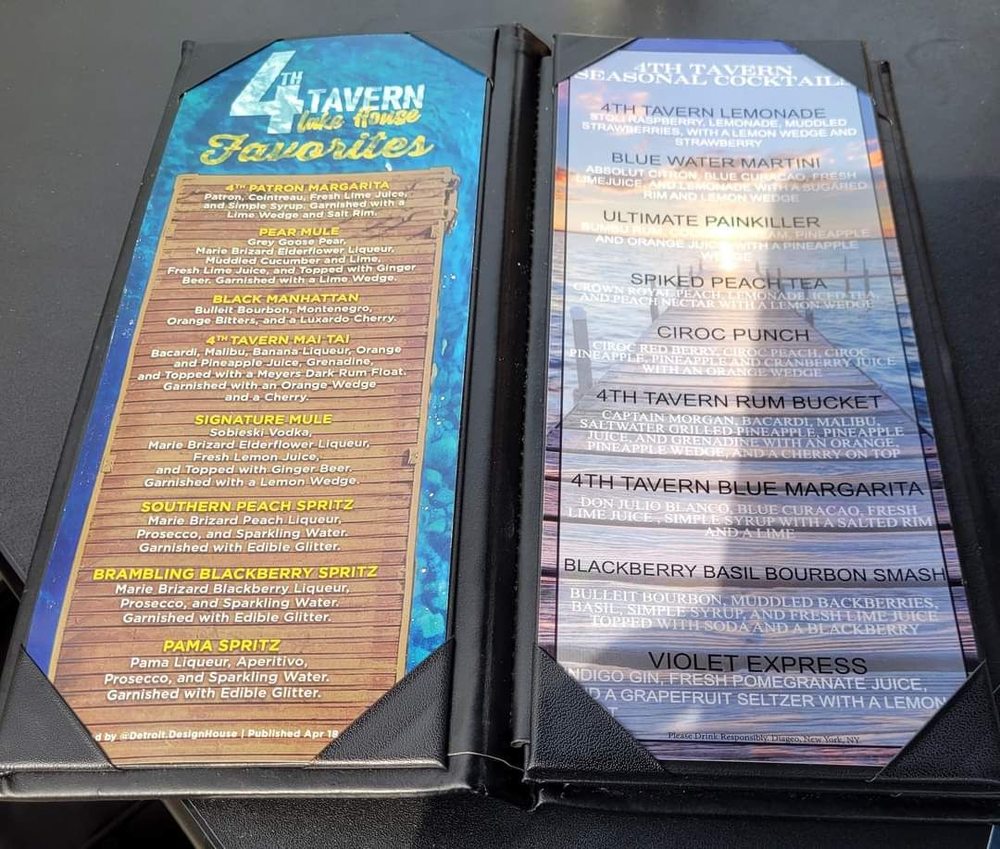 4TH TAVERN
Lake House
Favorites
4TH PATRON MARGARITA
Patron, Cointreau, Fresh Lime Juice,
and Simple Syrup. Garnished with a
Lime Wedge and Salt Rim.
PEAR MULE
Grey Goose Pear,
Marie Brizard Elderflower Liqueur,
Muddled Cucumber and Lime,
Fresh Lime Juice, and Topped with Ginger
Beer. Garnished with a Lime Wedge.
BLACK MANHATTAN
Bulleit Bourbon, Montenegro,
Orange Bitters, and a Luxardo Cherry.
4TH TAVERN MAI TAI
Bacardi, Malibu, Banana Liqueur, Orange
and Pineapple Juice, Grenadine
and Topped with a Meyers Dark Rum Float.
Garnished with an Orange Wedge
and a Cherry.
SIGNATURE MULE
Sobieski Vodka,
Marie Brizard Elderflower Liqueur,
Fresh Lemon Juice,
and Topped with Ginger Beer.
Garnished with a Lemon Wedge.
SOUTHERN PEACH SPRITZ
Marie Brizard Peach Liqueur,
Prosecco, and Sparkling Water.
Garnished with Edible Glitter.
BRAMBLING BLACKBERRY SPRITZ
Marie Brizard Blackberry Liqueur,
Prosecco, and Sparkling Water.
Garnished with Edible Glitter.
PAMA SPRITZ
Pama Liqueur, Aperitivo,
Prosecco, and Sparkling Water.
Garnished with Edible Glitter.
d by @Detroit.DesignHouse | Published Apr 18
4TH TAVERN
SEASONAL COCKTAIL
4TH TAVERN LEMONADE
STOLI RASPBERRY, LEMONADE, MUDDLED
STRAWBERRIES, WITH A LEMON WEDGE AND
STRAWBERRY
BLUE WATER MARTINI
ABSOLUT CITRON, BLUE CURACAO, FRESH
LIMEJUICE, AND LEMONADE WITH A SUGARED
RIM AND LEMON WEDGE
ULTIMATE PAINKILLER
BUMBU RUM, PINEAPPLE
AND ORANGE JUICE WITH A PINEAPPLE
WEDGE
SPIKED PEACH TEA
CROWN ROYAL PEACH, LEMONADE, ICED TEA,
AND PEACH NECTAR WITH A LEMON WEDGE
CIROC PUNCH
CIROC RED BERRY, CIROC PEACH, CIROC
PINEAPPLE, PINEAPPLE AND CRANBERRY JUICE
WITH AN ORANGE WEDGE
4TH TAVERN RUM BUCKET
CAPTAIN MORGAN, BACARDI, MALIBU,
SALTWATER GRILLED PINEAPPLE, PINEAPPLE
JUICE, AND GRENADINE WITH AN ORANGE,
PINEAPPLE WEDGE, AND A CHERRY ON TOP
4TH TAVERN BLUE MARGARITA
DON JULIO BLANCO, BLUE CURACAO, FRESH
LIME JUICE, SIMPLE SYRUP WITH A SALTED RIM
AND A LIME
BLACKBERRY BASIL BOURBON SMASH
BULLEIT BOURBON, MUDDLED BACKBERRIES,
BASIL, SIMPLE SYRUP, AND FRESH LIME JUICE
TOPPED WITH SODA AND A BLACKBERRY
VIOLET EXPRESS
NDIGO GIN, FRESH POMEGRANATE JUICE,
D A GRAPEFRUIT SELTZER WITH A LEMON
Please Drink Responsibly. Diageo, New York, NY